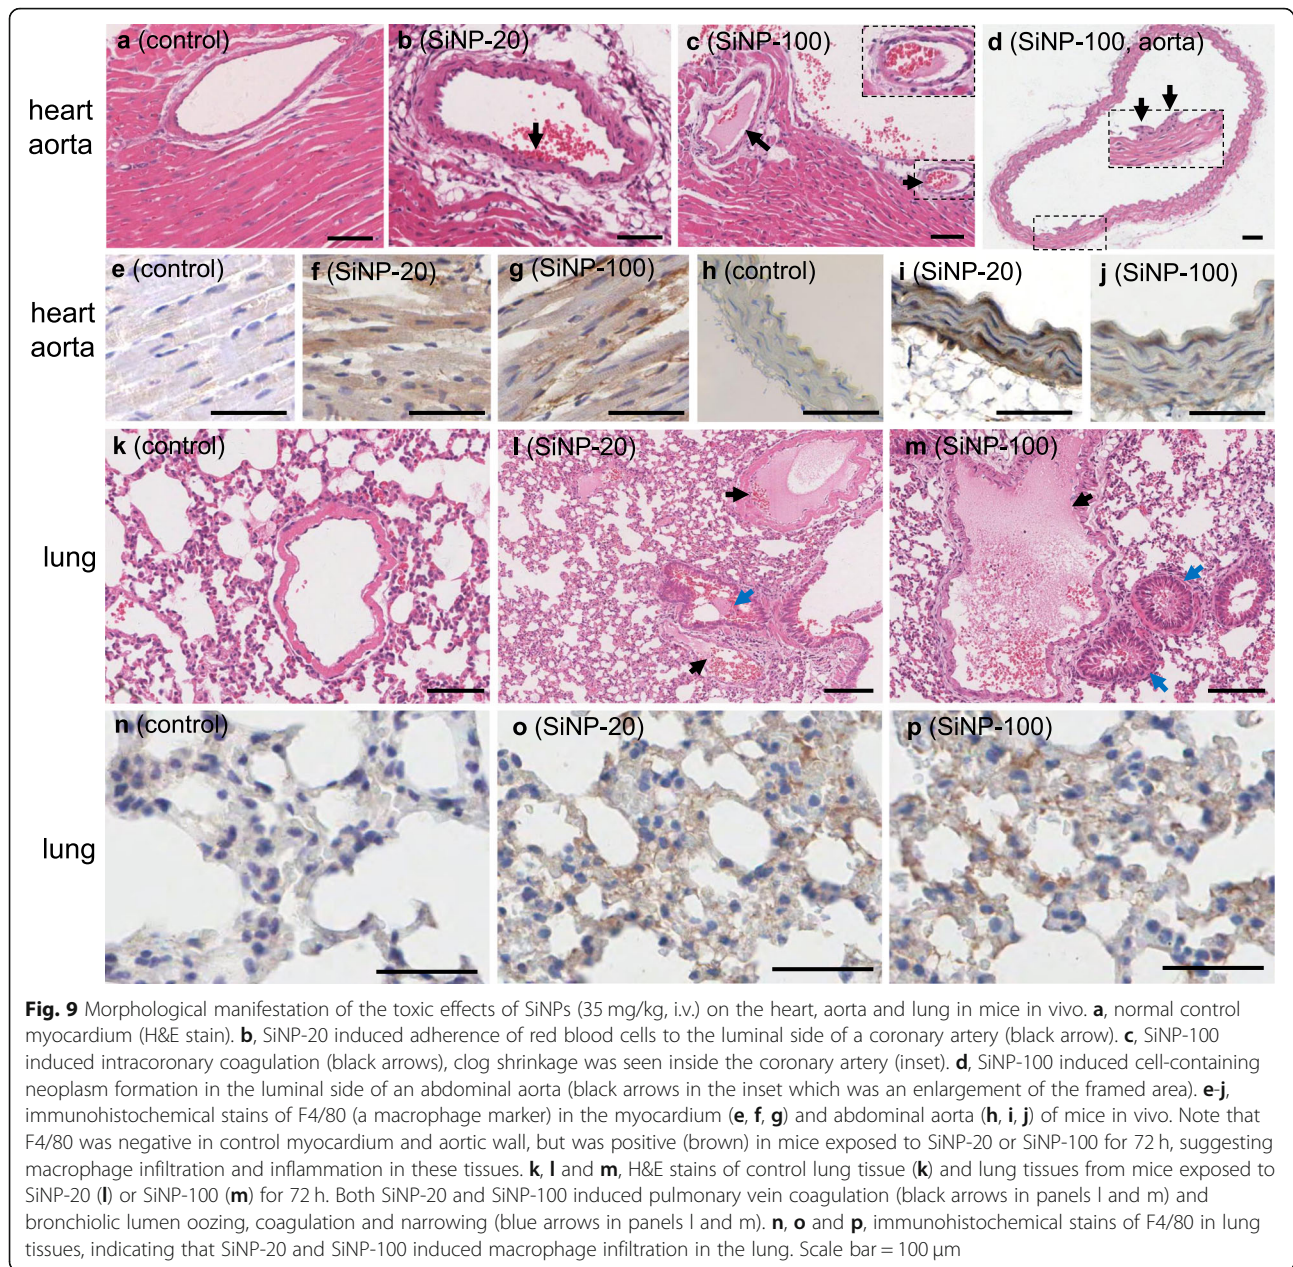 heart
aorta
a (control)
b (SiNP-20)
c (SiNP-100)
d (SiNP-100, aorta)
heart
aorta
e (control)
f (SiNP-20)
g (SiNP-100)
h (control)
i (SiNP-20)
j (SiNP-100)
lung
k (control)
l (SiNP-20)
m (SiNP-100)
lung
n (control)
o (SiNP-20)
p (SiNP-100)
Fig. 9 Morphological manifestation of the toxic effects of SiNPs (35 mg/kg, i.v.) on the heart, aorta and lung in mice in vivo. a, normal control
myocardium (H&E stain). b, SiNP-20 induced adherence of red blood cells to the luminal side of a coronary artery (black arrow). c, SiNP-100
induced intracoronary coagulation (black arrows), clog shrinkage was seen inside the coronary artery (inset). d, SiNP-100 induced cell-containing
neoplasm formation in the luminal side of an abdominal aorta (black arrows in the inset which was an enlargement of the framed area). e-j,
immunohistochemical stains of F4/80 (a macrophage marker) in the myocardium (e, f, g) and abdominal aorta (h, i, j) of mice in vivo. Note that
F4/80 was negative in control myocardium and aortic wall, but was positive (brown) in mice exposed to SiNP-20 or SiNP-100 for 72 h, suggesting
macrophage infiltration and inflammation in these tissues. k, l and m, H&E stains of control lung tissue (k) and lung tissues from mice exposed to
SiNP-20 (l) or SiNP-100 (m) for 72 h. Both SiNP-20 and SiNP-100 induced pulmonary vein coagulation (black arrows in panels l and m) and
bronchiolic lumen oozing, coagulation and narrowing (blue arrows in panels l and m). n, o and p, immunohistochemical stains of F4/80 in lung
tissues, indicating that SiNP-20 and SiNP-100 induced macrophage infiltration in the lung. Scale bar = 100 μm